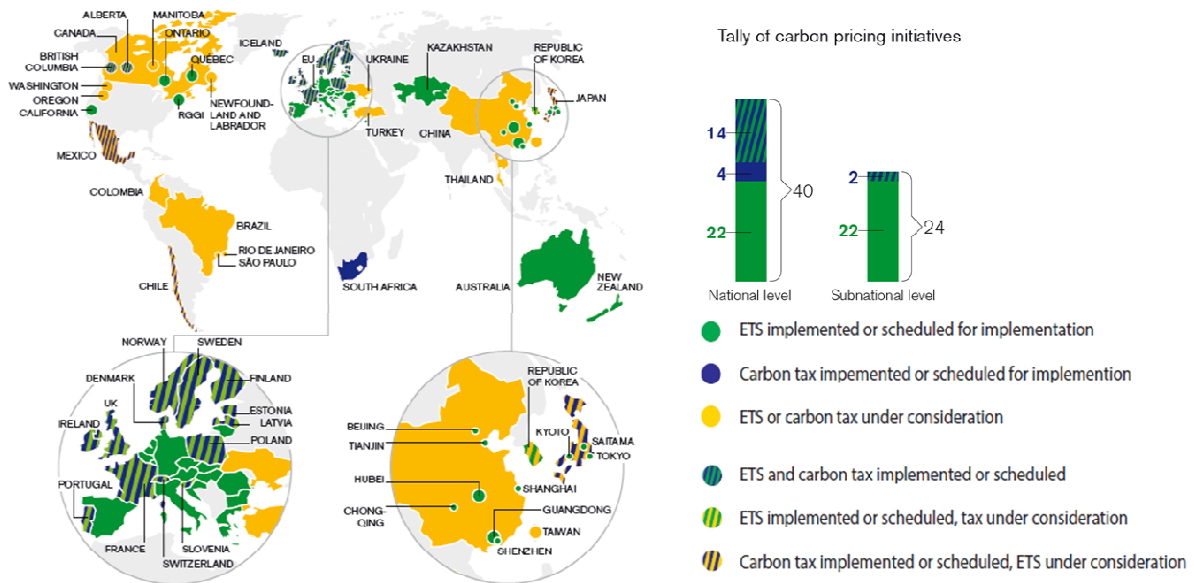 ALBERTA
MANITOBA
CANADA
ONTARIO
BRITISH
COLUMBIA
QUÉBEC
WASHINGTON
OREGON
CALIFORNIA
RGGI
NEWFOUND-
LAND AND
LABRADOR
MEXICO
ICELAND
EU
UKRAINE
KAZAKHSTAN
REPUBLIC
OF KOREA
JAPAN
TURKEY
CHINA
THAILAND
COLOMBIA
BRAZIL
RIO DE JANEIRO
SÃO PAULO
CHILE
SOUTH AFRICA
AUSTRALIA
NEW
ZEALAND
NORWAY
SWEDEN
DENMARK
FINLAND
UK
IRELAND
ESTONIA
LATVIA
POLAND
PORTUGAL
FRANCE
SLOVENIA
SWITZERLAND
REPUBLIC
OF KOREA
BEIJING
TIANJIN
KYOTO
SAITAMA
TOKYO
HUBEI
SHANGHAI
CHONG-
QING
GUANGDONG
TAIWAN
SHENZHEN
Tally of carbon pricing initiatives
14
4
22
40
2
22
24
National level
Subnational level
ETS implemented or scheduled for implementation
Carbon tax impemented or scheduled for implemention
ETS or carbon tax under consideration
ETS and carbon tax implemented or scheduled
ETS implemented or scheduled, tax under consideration
Carbon tax implemented or scheduled, ETS under consideration